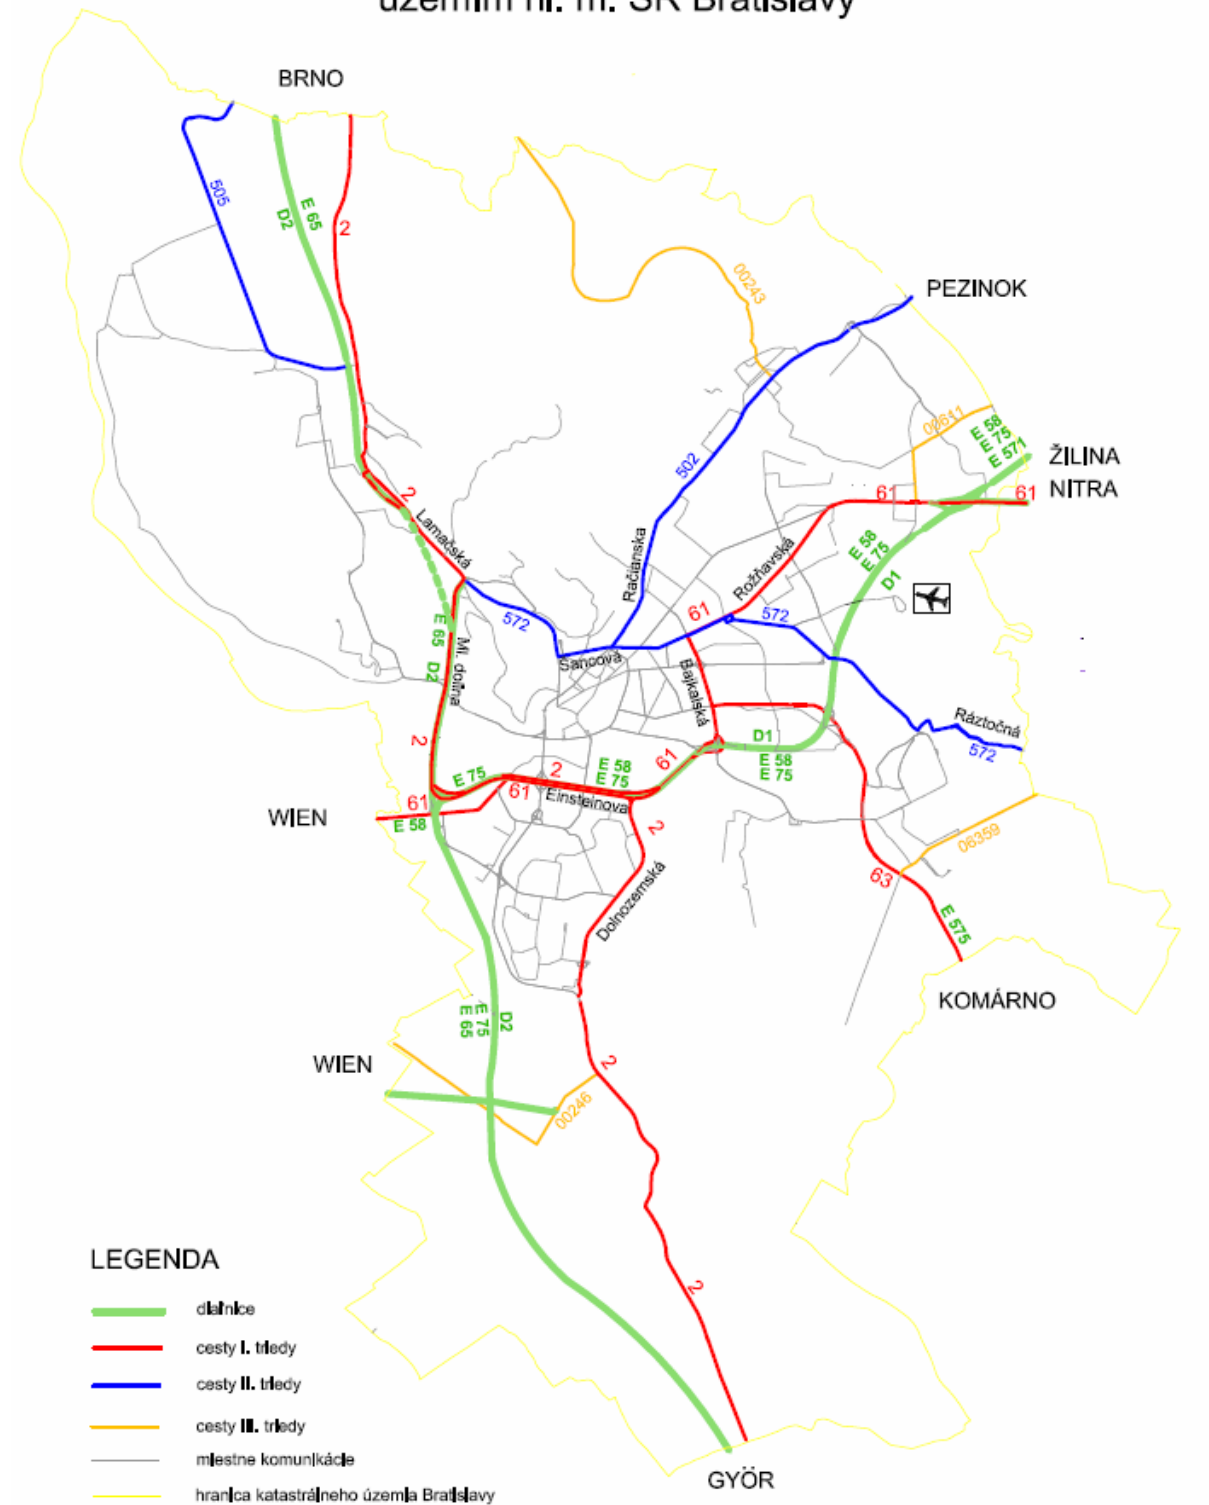 územím hl. m. SR Bratislavy
BRNO
505
E 65
D2
2
00243
PEZINOK
00611
E 58
E 75
E 571
ŽILINA
NITRA
61
61
502
2
Lamačská
Račianska
Rožňavská
E 58
E 75
D1
572
61
572
Šancová
E 65
D2
Ml. dolina
Bajkalská
Ráztočná
572
2
E 75
2
E 58
E 75
61
D1
E 58
E 75
61
61
Einsteinova
WIEN
E 58
2
06359
63
Dolnozemská
E 575
KOMÁRNO
E 75
E 65
D2
WIEN
2
00246
2
LEGENDA
diaľnice
cesty I. triedy
cesty II. triedy
cesty III. triedy
miestne komunikácie
hranica katastrálneho územia Bratislavy
GYÖR